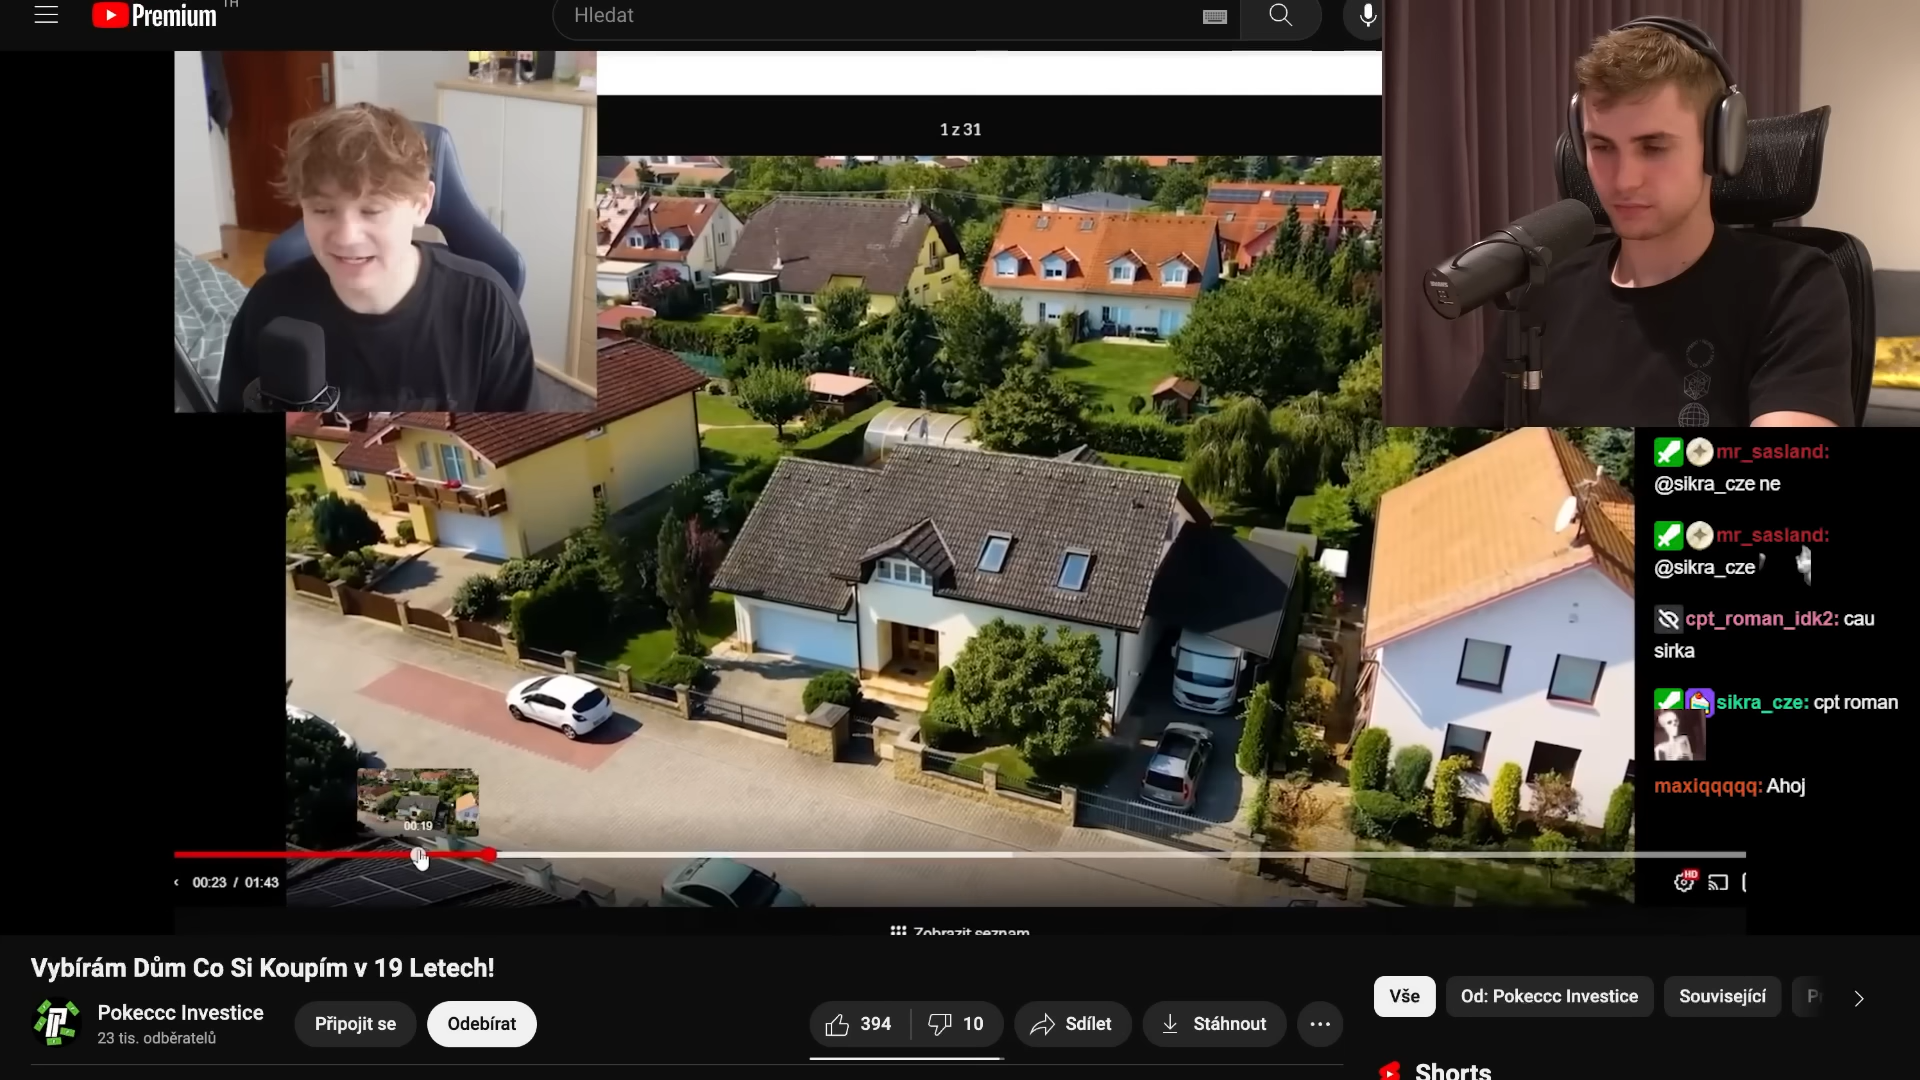 Premium
TH
Hledat
1 z 31
mr_sasland:
@sikra_cze ne
mr_sasland:
@sikra_cze
cpt_roman_idk2: cau
sirka
sikra_cze: cpt roman
maxiqqqqq: Ahoj
00:19
00:23 / 01:43
HD
Zobrazit seznam
Vybírám Dům Co Si Koupím v 19 Letech!
Pokeccc Investice
23 tis. odběratelů
Připojit se
Odebírat
394
10
Sdílet
Stáhnout
Vše
Od: Pokeccc Investice
Související
Shorts